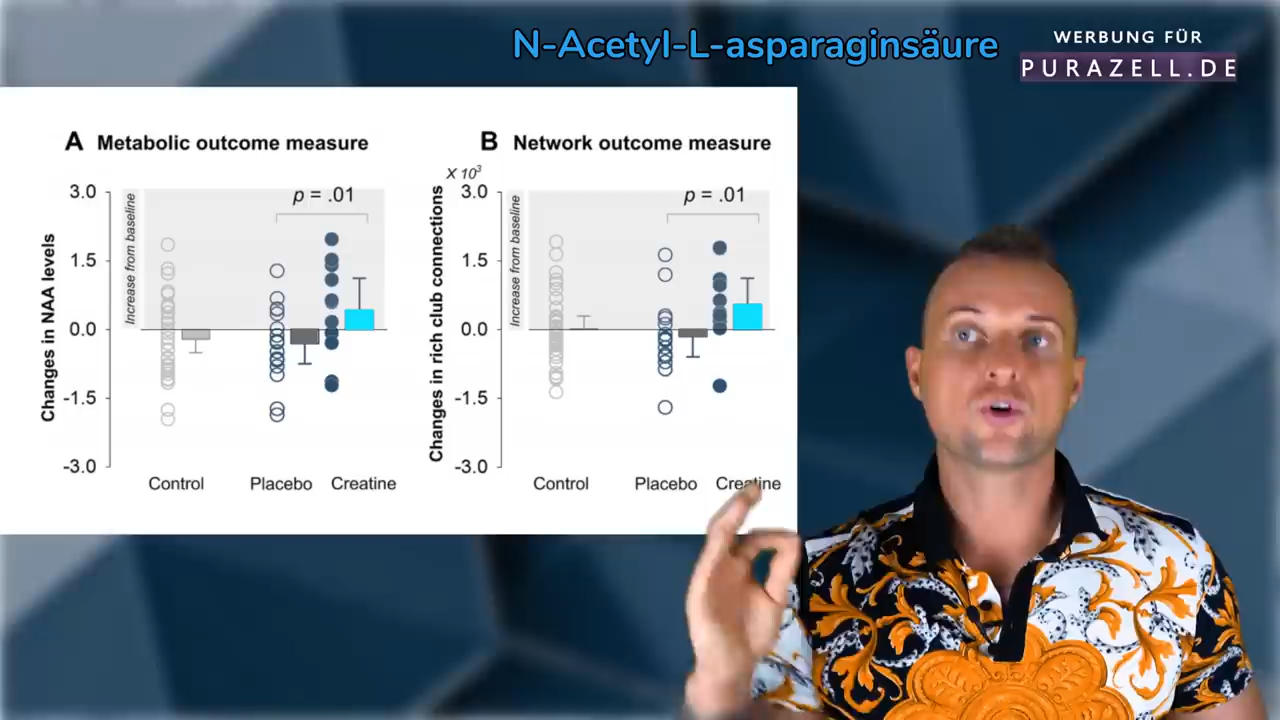 N-Acetyl-L-asparaginsäure
WERBUNG FÜR
PURAZELL.DE
A Metabolic outcome measure
Changes in NAA levels
3.0
1.5
0.0
-1.5
-3.0
Increase from baseline
p = .01
Control
Placebo
Creatine
B Network outcome measure
Changes in rich club connections
X 10³
3.0
1.5
0.0
-1.5
-3.0
Increase from baseline
p = .01
Control
Placebo
Creatine